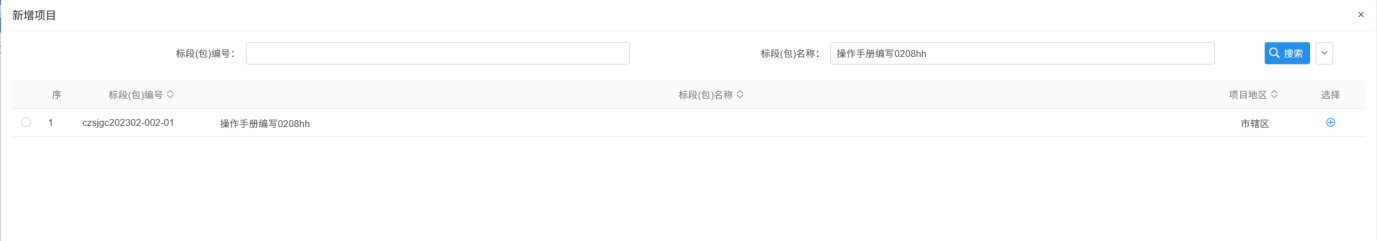 新增项目 ×
标段(包)编号： 标段(包)名称： 操作手册编写0208hh 搜索
序 标段(包)编号 标段(包)名称 项目地区 选择
1 czsjgc202302-002-01 操作手册编写0208hh 市辖区